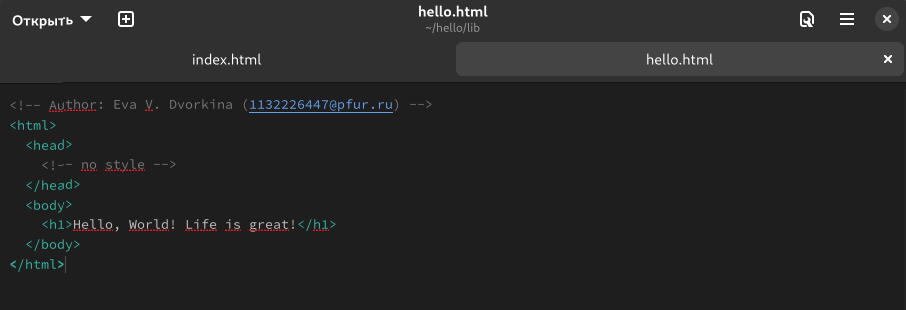 Открыть
hello.html
~/hello/lib
index.html
hello.html
<!-- Author: Eva V. Dvorkina (1132226447@pfur.ru) -->
<html>
  <head>
    <!-- no style -->
  </head>
  <body>
    <h1>Hello, World! Life is great!</h1>
  </body>
</html>